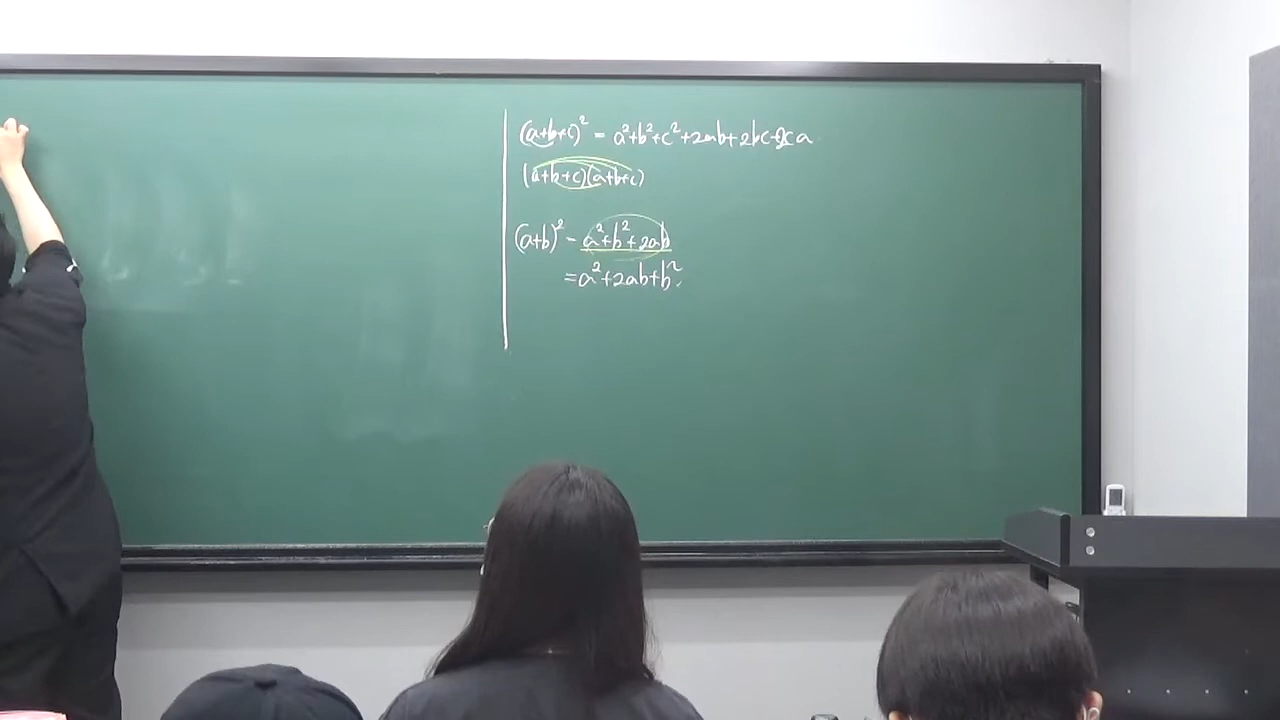 (a+b+c)² = a²+b²+c²+2ab+2bc+2ca
(a+b+c)(a+b+c)
(a+b)² = a²+b²+2ab
=a²+2ab+b²